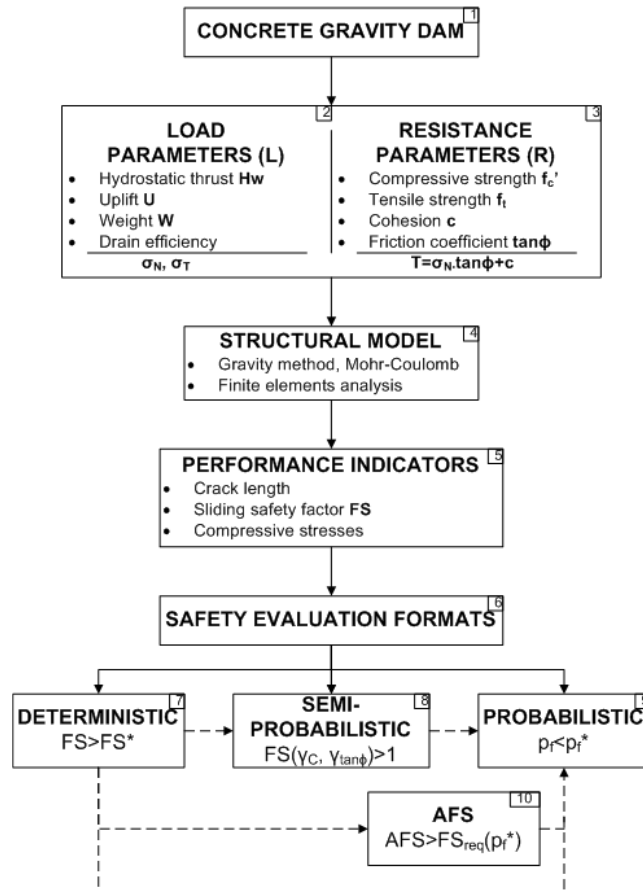 1
CONCRETE GRAVITY DAM
2
LOAD
PARAMETERS (L)
• Hydrostatic thrust Hw
• Uplift U
• Weight W
• Drain efficiency
σN, σT
3
RESISTANCE
PARAMETERS (R)
• Compressive strength fc'
• Tensile strength ft
• Cohesion c
• Friction coefficient tanϕ
T=σN.tanϕ+c
4
STRUCTURAL MODEL
• Gravity method, Mohr-Coulomb
• Finite elements analysis
5
PERFORMANCE INDICATORS
• Crack length
• Sliding safety factor FS
• Compressive stresses
6
SAFETY EVALUATION FORMATS
7
DETERMINISTIC
FS>FS*
8
SEMI-
PROBABILISTIC
FS(γC, γtanϕ)>1
9
PROBABILISTIC
pf<pf*
10
AFS
AFS>FSreq(pf*)